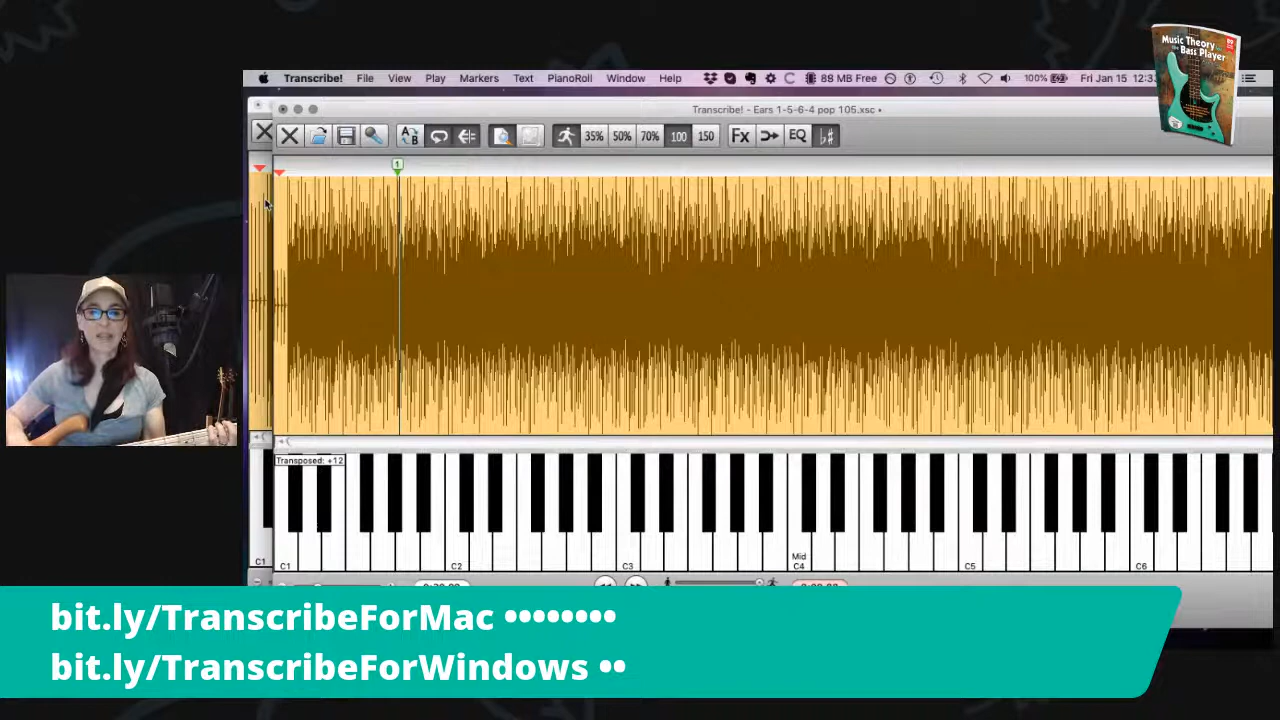 Transcribe! File View Play Markers Text PianoRoll Window Help 88 MB Free 100% Fri Jan 15 12:3
Music Theory
Bass Player
Transcribe! - Ears 1-5-6-4 pop 105.xsc •
A B 35% 50% 70% 100 150 Fx EQ ♭♯
1
Transposed: +12
Mid
C1 C1 C2 C3 C4 C5 C6
bit.ly/TranscribeForMac ••••••••
bit.ly/TranscribeForWindows ••